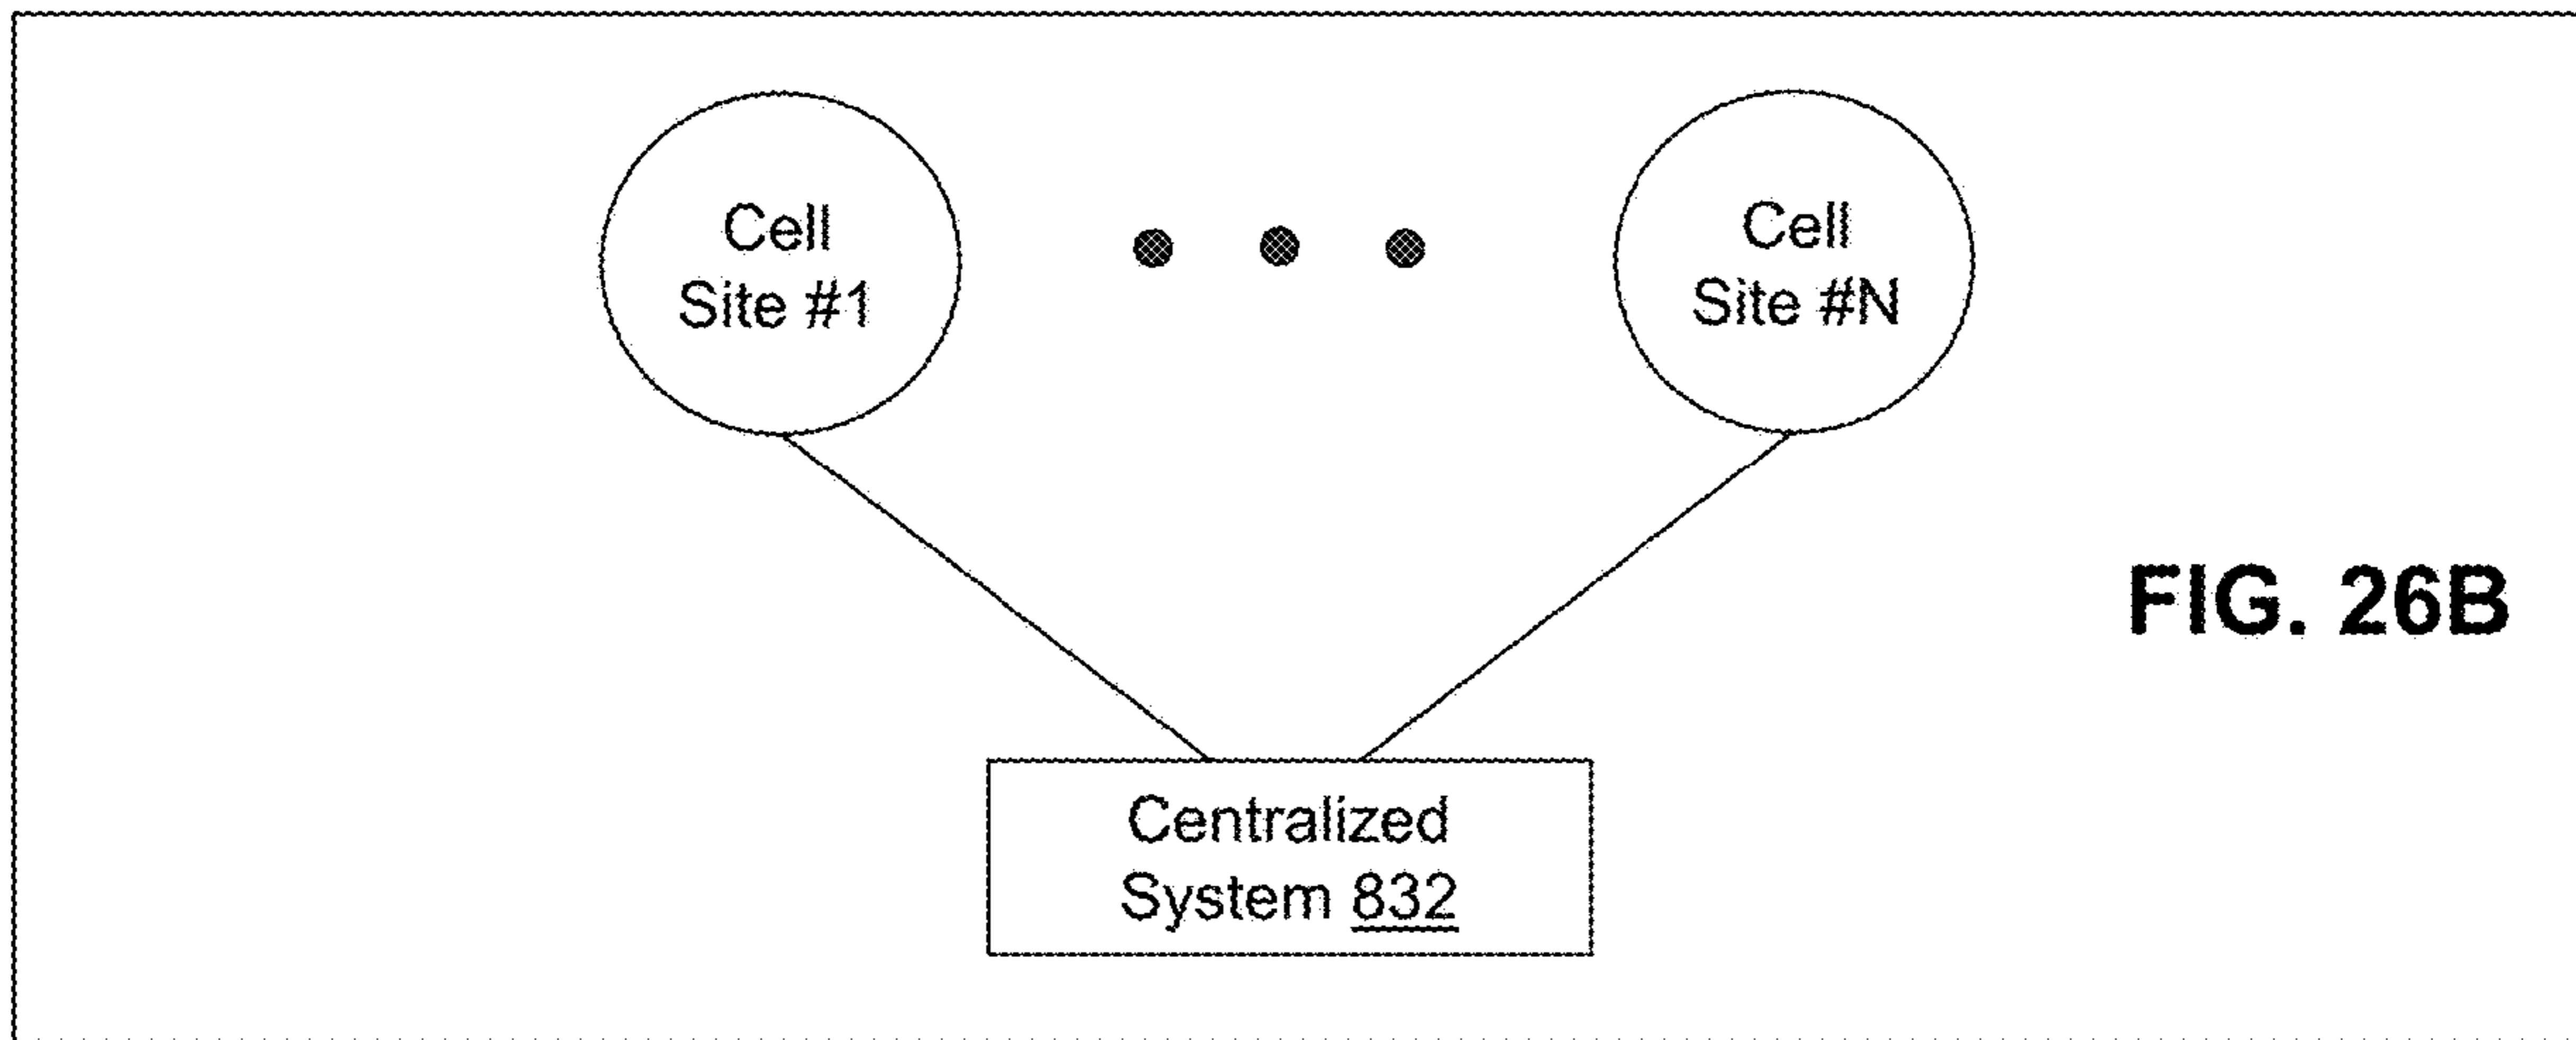 Cell
Site #1
Cell
Site #N
FIG. 26B
Centralized
System 832